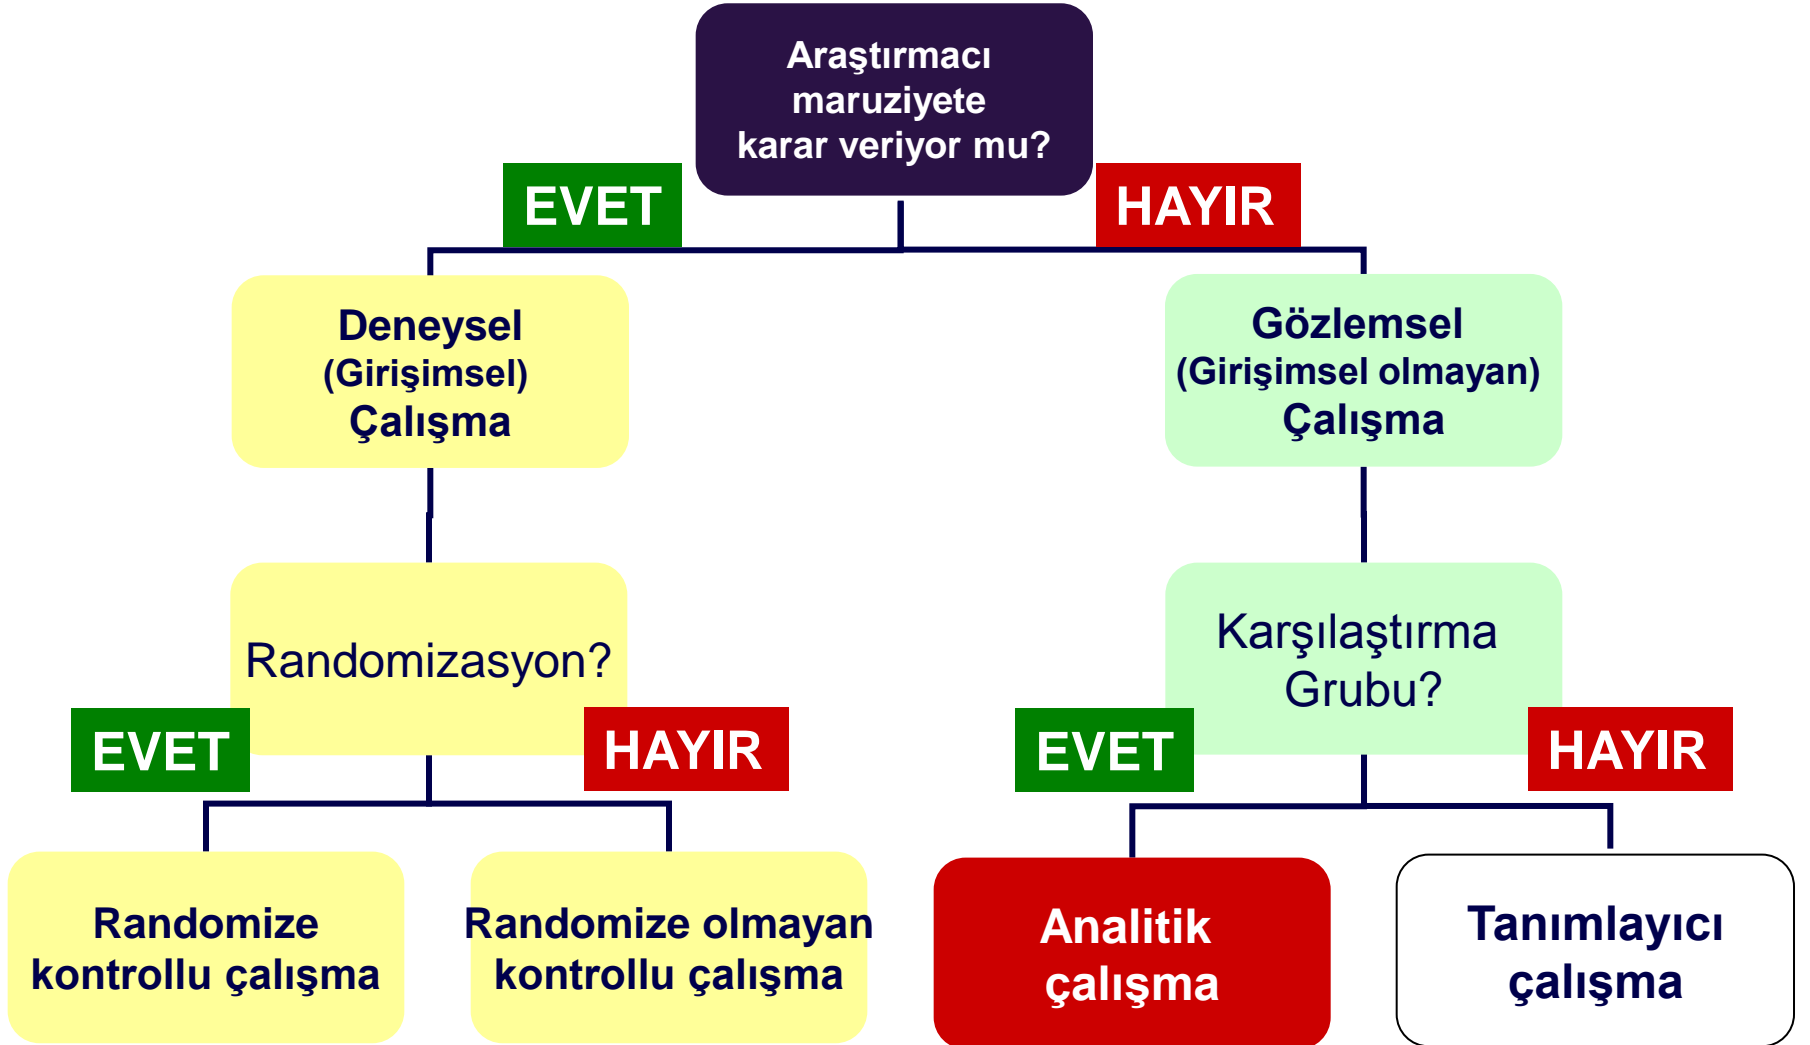 Araştırmacı
maruziyete
karar veriyor mu?
EVET
HAYIR
Deneysel
(Girişimsel)
Çalışma
Gözlemsel
(Girişimsel olmayan)
Çalışma
Randomizasyon?
Karşılaştırma
Grubu?
EVET
HAYIR
EVET
HAYIR
Randomize
kontrollu çalışma
Randomize olmayan
kontrollu çalışma
Analitik
çalışma
Tanımlayıcı
çalışma